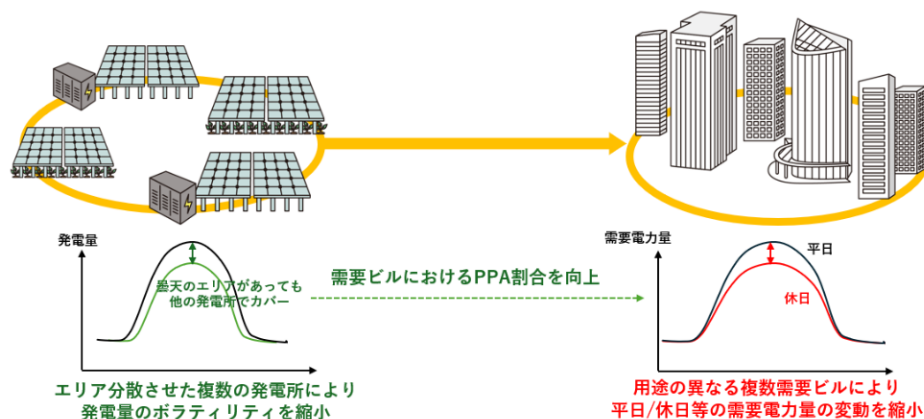 発電量
曇天のエリアがあっても
他の発電所でカバー
エリア分散させた複数の発電所により
発電量のボラティリティを縮小
需要ビルにおけるPPA割合を向上
需要電力量
平日
休日
用途の異なる複数需要ビルにより
平日/休日等の需要電力量の変動を縮小